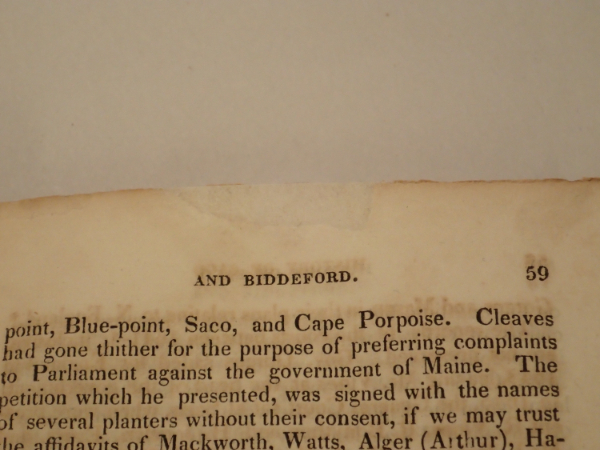 AND BIDDEFORD. 59
point, Blue-point, Saco, and Cape Porpoise. Cleaves
had gone thither for the purpose of preferring complaints
to Parliament against the government of Maine. The
petition which he presented, was signed with the names
of several planters without their consent, if we may trust
the affidavits of Mackworth, Watts, Alger (Arthur), Ha-